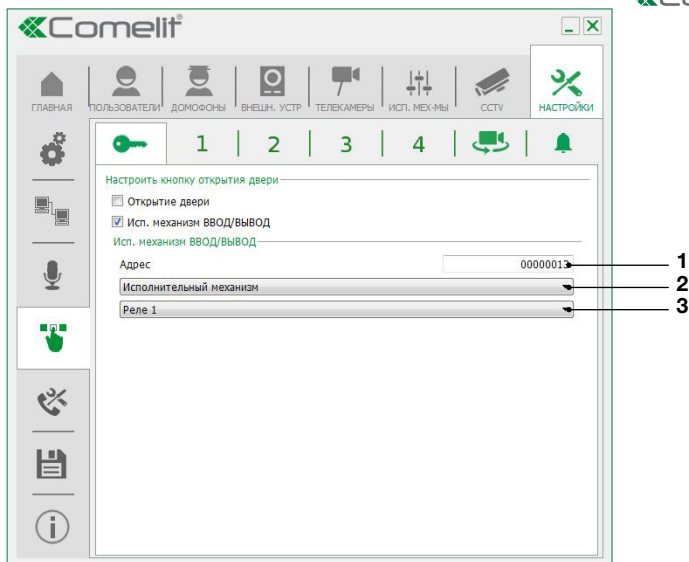 Comelit®
ГЛАВНАЯ ПОЛЬЗОВАТЕЛИ ДОМОФОНЫ ВНЕШН. УСТР ТЕЛЕКАМЕРЫ ИСП. МЕХ-МЫ CCTV НАСТРОЙКИ
1 2 3 4
Настроить кнопку открытия двери
Открытие двери
Исп. механизм ВВОД/ВЫВОД
Исп. механизм ВВОД/ВЫВОД
Адрес 00000013 1
Исполнительный механизм 2
Реле 1 3